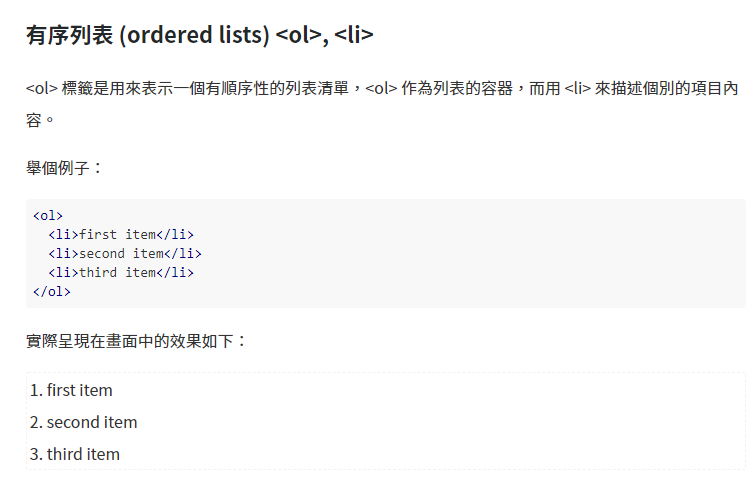 有序列表 (ordered lists) <ol>, <li>
<ol> 標籤是用來表示一個有順序性的列表清單，<ol> 作為列表的容器，而用 <li> 來描述個別的項目內
容。
舉個例子：
<ol>
  <li>first item</li>
  <li>second item</li>
  <li>third item</li>
</ol>
實際呈現在畫面中的效果如下：
1. first item
2. second item
3. third item